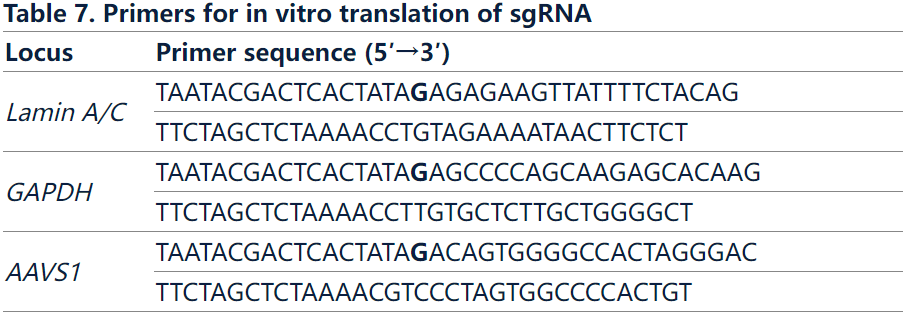 Table 7. Primers for in vitro translation of sgRNA
Locus Primer sequence (5′→3′)
Lamin A/C
TAATACGACTCACTATAGAGAGAAGTTATTTTCTACAG
TTCTAGCTCTAAAACCTGTAGAAAATAACTTCTCT
GAPDH
TAATACGACTCACTATAGAGCCCCAGCAAGAGCACAAG
TTCTAGCTCTAAAACCTTGTGCTCTTGCTGGGGCT
AAVS1
TAATACGACTCACTATAGACAGTGGGGCCACTAGGGAC
TTCTAGCTCTAAAACGTCCCTAGTGGCCCCACTGT